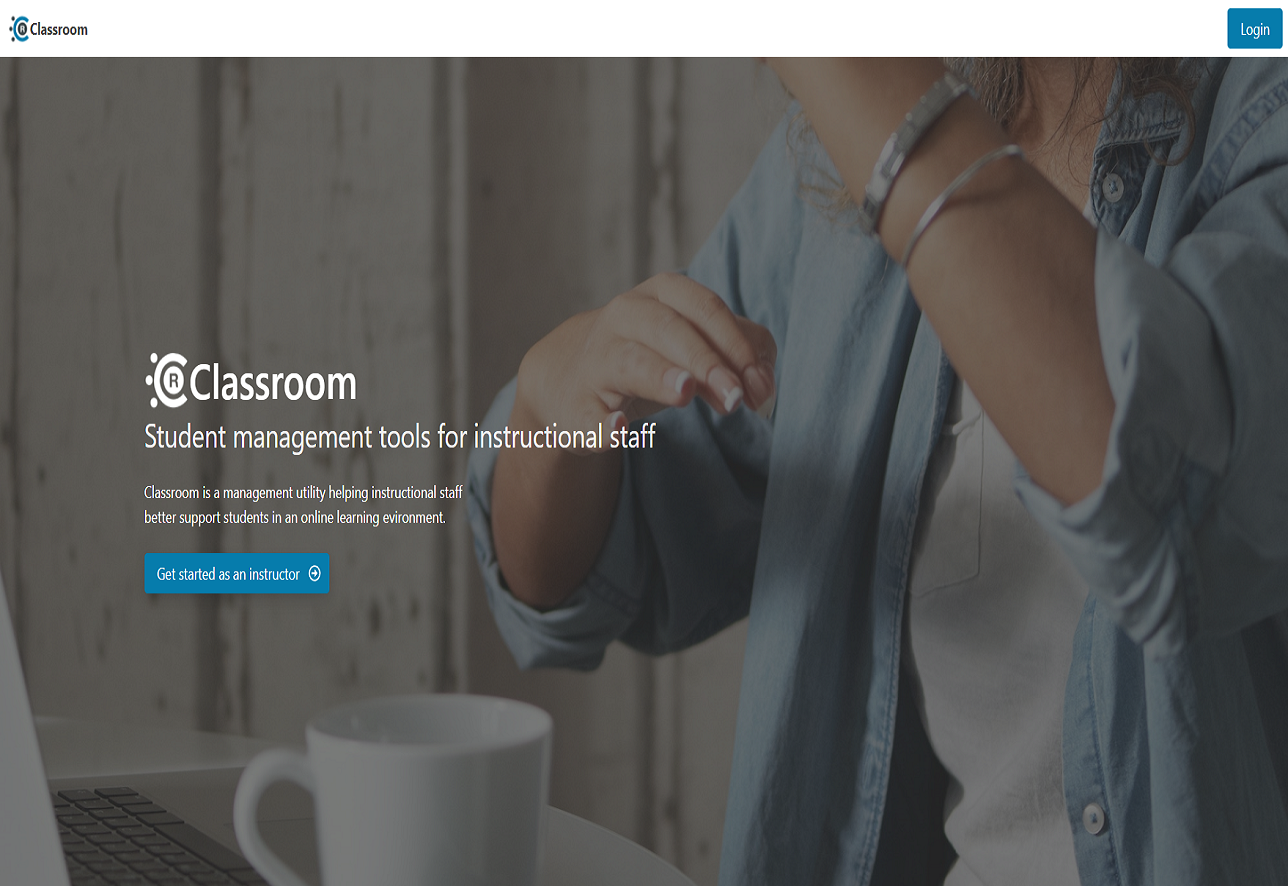 R Classroom
Login
R Classroom
Student management tools for instructional staff
Classroom is a management utility helping instructional staff
better support students in an online learning evironment.
Get started as an instructor